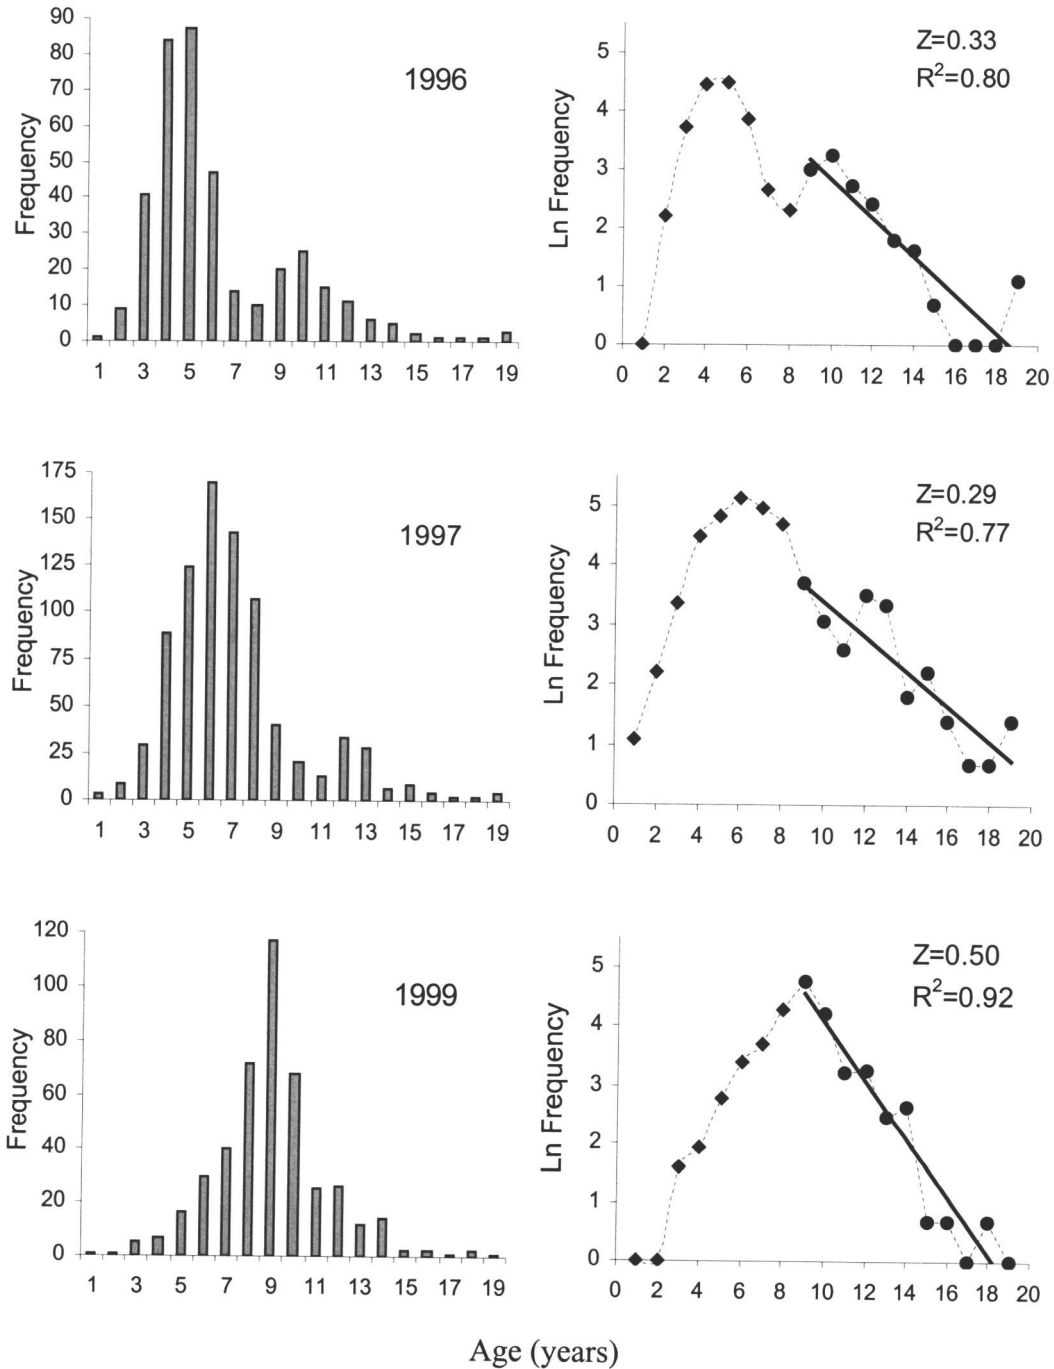 90
80
70
60
50
40
30
20
10
0
Frequency
1996
1 3 5 7 9 11 13 15 17 19
5
4
3
2
1
0
Ln Frequency
Z=0.33
R²=0.80
0 2 4 6 8 10 12 14 16 18 20
175
150
125
100
75
50
25
0
Frequency
1997
1 3 5 7 9 11 13 15 17 19
5
4
3
2
1
0
Ln Frequency
Z=0.29
R²=0.77
0 2 4 6 8 10 12 14 16 18 20
120
100
80
60
40
20
0
Frequency
1999
1 3 5 7 9 11 13 15 17 19
5
4
3
2
1
0
Ln Frequency
Z=0.50
R²=0.92
0 2 4 6 8 10 12 14 16 18 20
Age (years)